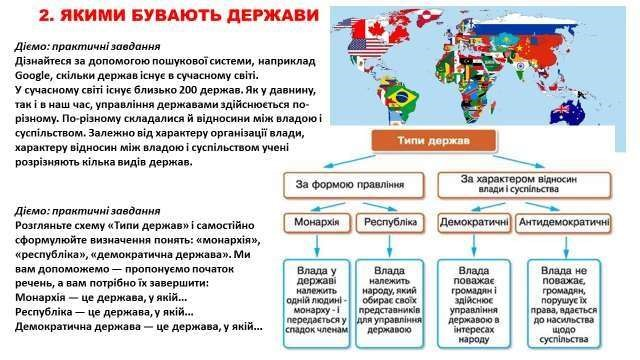 2. ЯКИМИ БУВАЮТЬ ДЕРЖАВИ
Діємо: практичні завдання
Дізнайтеся за допомогою пошукової системи, наприклад
Google, скільки держав існує в сучасному світі.
У сучасному світі існує близько 200 держав. Як у давнину,
так і в наш час, управління державами здійснюється по-
різному. По-різному складалися й відносини між владою і
суспільством. Залежно від характеру організації влади,
характеру відносин між владою і суспільством учені
розрізняють кілька видів держав.
Діємо: практичні завдання
Розгляньте схему «Типи держав» і самостійно
сформулюйте визначення понять: «монархія»,
«республіка», «демократична держава». Ми
вам допоможемо — пропонуємо початок
речень, а вам потрібно їх завершити:
Монархія — це держава, у якій...
Республіка — це держава, у якій...
Демократична держава — це держава, у якій...
Типи держав
За формою правління
За характером відносин
влади і суспільства
Монархія
Республіка
Демократичні
Антидемократичні
Влада у
державі
належить
одній людині -
монарху - і
передається у
спадок членам
Влада
належить
народу, який
обирає своїх
представників
для управління
державою
Влада
поважає
громадян і
здійснює
управління
державою в
інтересах
народу
Влада не
поважає,
громадян,
порушує їх
права, вдається
до насильства
щодо
суспільства